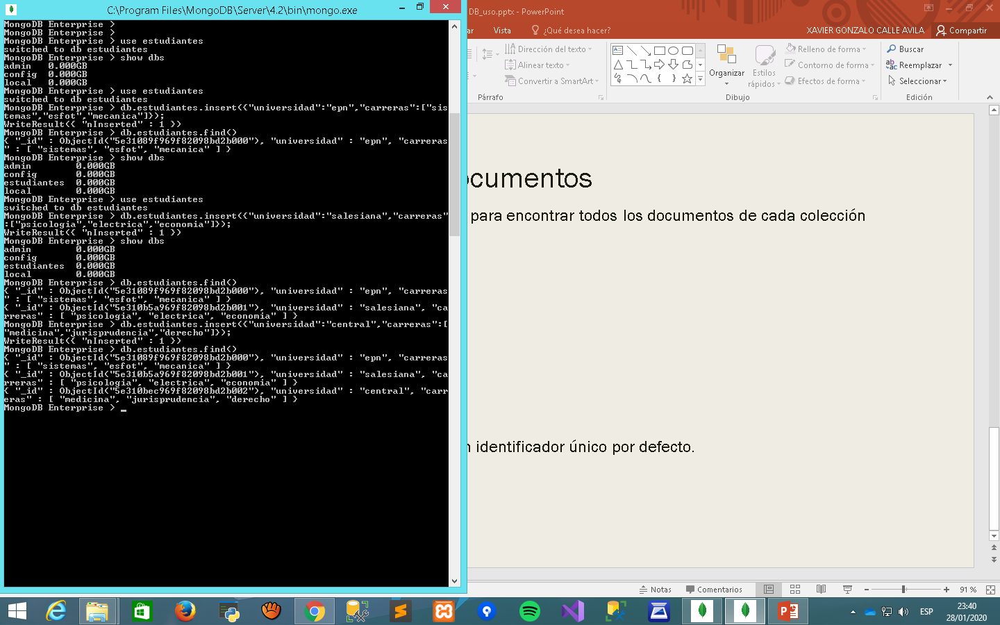 C:\Program Files\MongoDB\Server\4.2\bin\mongo.exe
MongoDB Enterprise >
MongoDB Enterprise >
MongoDB Enterprise > use estudiantes
switched to db estudiantes
MongoDB Enterprise > show dbs
admin   0.000GB
config  0.000GB
local   0.000GB
MongoDB Enterprise > use estudiantes
switched to db estudiantes
MongoDB Enterprise > db.estudiantes.insert({"universidad":"epn","carreras":["sis
temas","esfot","mecanica"]});
WriteResult({ "nInserted" : 1 })
MongoDB Enterprise > db.estudiantes.find()
{ "_id" : ObjectId("5e31089f969f82098bd2b000"), "universidad" : "epn", "carreras
" : [ "sistemas", "esfot", "mecanica" ] }
MongoDB Enterprise > show dbs
admin        0.000GB
config       0.000GB
estudiantes  0.000GB
local        0.000GB
MongoDB Enterprise > use estudiantes
switched to db estudiantes
MongoDB Enterprise > db.estudiantes.insert({"universidad":"salesiana","carreras"
:["psicologia","electrica","economia"]});
WriteResult({ "nInserted" : 1 })
MongoDB Enterprise > show dbs
admin        0.000GB
config       0.000GB
estudiantes  0.000GB
local        0.000GB
MongoDB Enterprise > db.estudiantes.find()
{ "_id" : ObjectId("5e31089f969f82098bd2b000"), "universidad" : "epn", "carreras
" : [ "sistemas", "esfot", "mecanica" ] }
{ "_id" : ObjectId("5e310b5a969f82098bd2b001"), "universidad" : "salesiana", "ca
rreras" : [ "psicologia", "electrica", "economia" ] }
MongoDB Enterprise > db.estudiantes.insert({"universidad":"central","carreras":[
"medicina","jurisprudencia","derecho"]});
WriteResult({ "nInserted" : 1 })
MongoDB Enterprise > db.estudiantes.find()
{ "_id" : ObjectId("5e31089f969f82098bd2b000"), "universidad" : "epn", "carreras
" : [ "sistemas", "esfot", "mecanica" ] }
{ "_id" : ObjectId("5e310b5a969f82098bd2b001"), "universidad" : "salesiana", "ca
rreras" : [ "psicologia", "electrica", "economia" ] }
{ "_id" : ObjectId("5e310bec969f82098bd2b002"), "universidad" : "central", "carr
eras" : [ "medicina", "jurisprudencia", "derecho" ] }
MongoDB Enterprise > _
DB_uso.pptx - PowerPoint
ar Vista ¿Qué desea hacer? XAVIER GONZALO CALLE AVILA Compartir
Dirección del texto
Alinear texto
Convertir a SmartArt
Párrafo
Organizar
Estilos
rápidos
Relleno de forma
Contorno de forma
Efectos de forma
Dibujo
Buscar
Reemplazar
Seleccionar
Edición
ocumentos
para encontrar todos los documentos de cada colección
n identificador único por defecto.
Notas Comentarios 91 %
ESP
23:40
28/01/2020